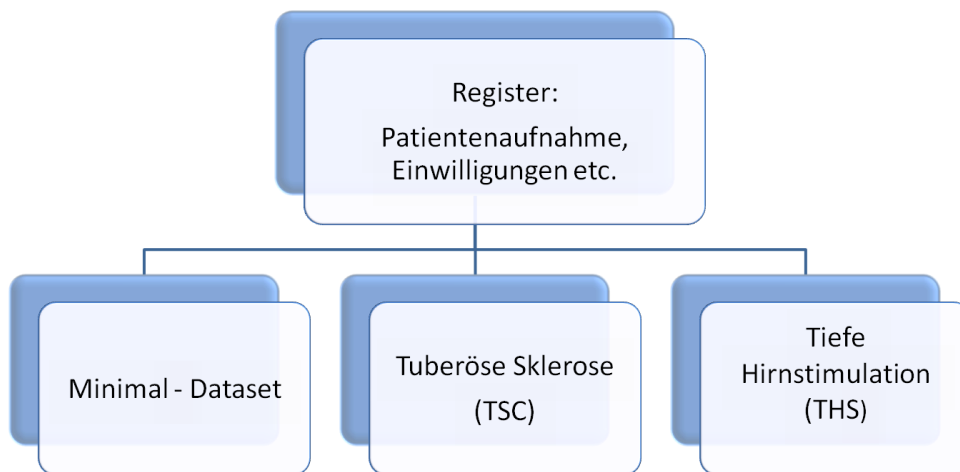 Register:
Patientenaufnahme,
Einwilligungen etc.
Minimal - Dataset
Tuberöse Sklerose
(TSC)
Tiefe
Hirnstimulation
(THS)